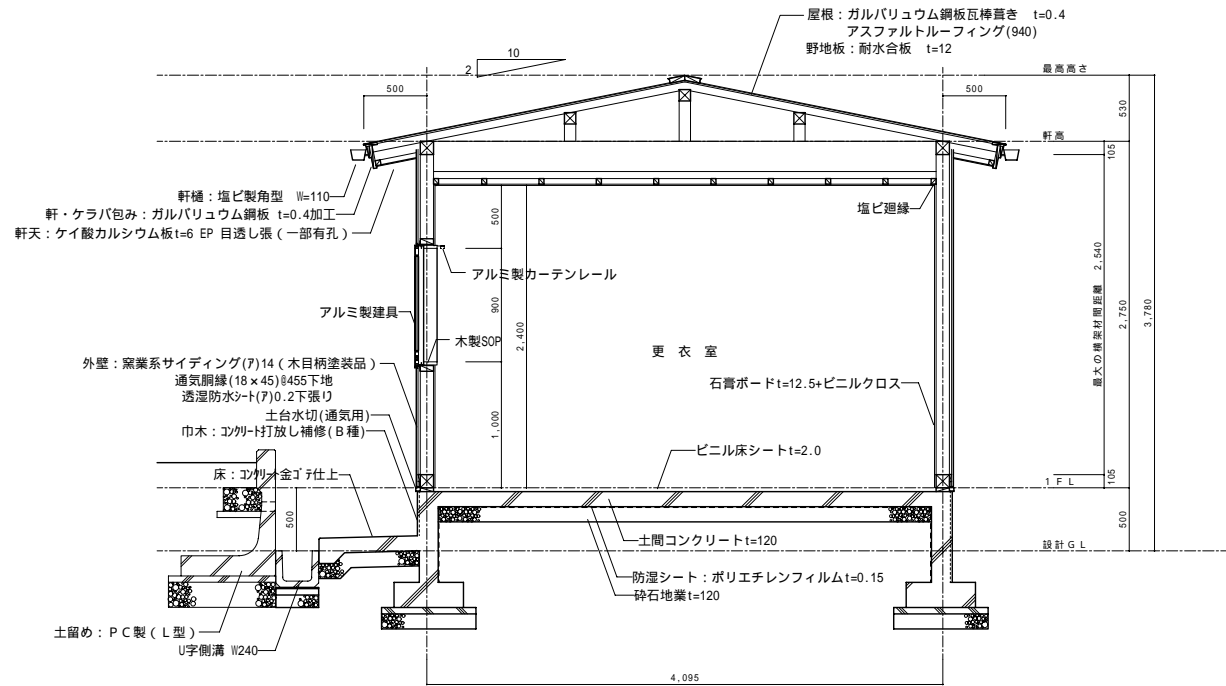 屋根：ガルバリュウム鋼板瓦棒葺き t=0.4
アスファルトルーフィング(940)
野地板：耐水合板 t=12
10
2
最高高さ
500
500
530
軒高
105
軒樋：塩ビ製角型 W=110
軒・ケラバ包み：ガルバリュウム鋼板 t=0.4加工
軒天：ケイ酸カルシウム板t=6 EP 目透し張（一部有孔）
塩ビ廻縁
500
アルミ製カーテンレール
アルミ製建具
900
2,400
木製SOP
更衣室
最大の横架材間距離 2,540
2,750
3,780
外壁：窯業系サイディング(ｱ)14（木目柄塗装品）
通気胴縁(18×45)@455下地
透湿防水ｼｰﾄ(ｱ)0.2下張り
石膏ボードt=12.5+ビニルクロス
土台水切(通気用)
巾木：ｺﾝｸﾘｰﾄ打放し補修(Ｂ種)
1,000
ビニル床シートt=2.0
床：ｺﾝｸﾘｰﾄ金ｺﾞﾃ仕上
105
1FL
500
500
土間コンクリートt=120
設計GL
防湿シート：ポリエチレンフィルムt=0.15
砕石地業t=120
土留め：ＰＣ製(Ｌ型)
U字側溝 W240
4,095